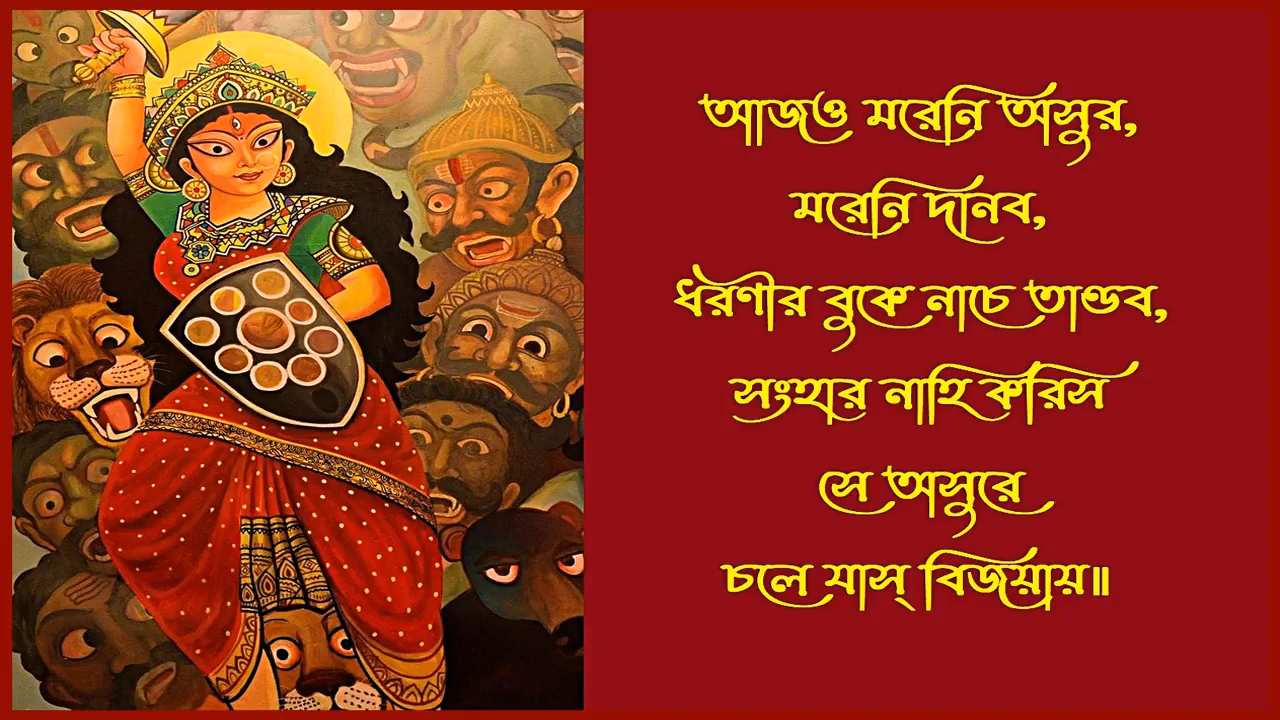 আজও মরেনি অসুর,
মরেনি দানব,
ধরণীর বুকে নাচে তাণ্ডব,
সংহার নাহি করিস
সে অসুরে
চলে যাস্ বিজয়ায়॥